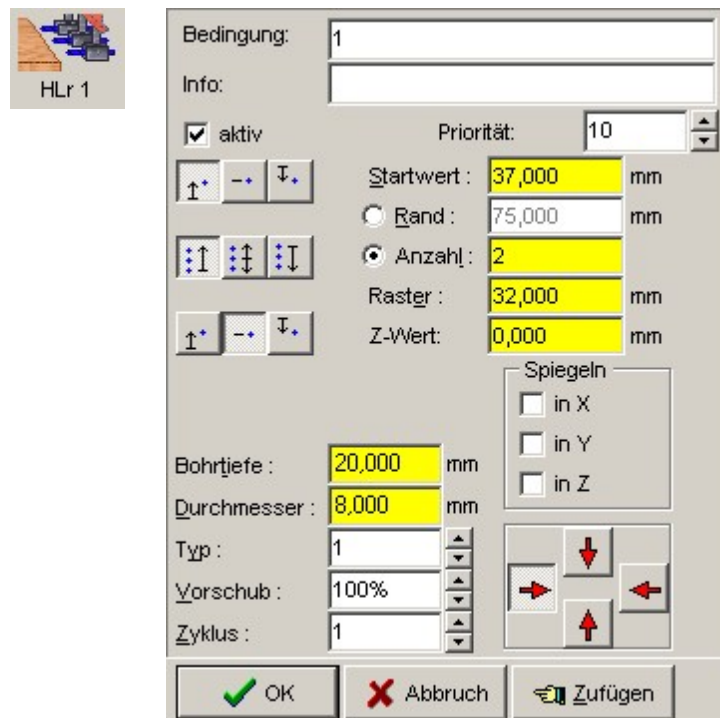 HLr 1
Bedingung: 1
Info:
aktiv Priorität: 10
Startwert : 37,000 mm
Rand : 75,000 mm
Anzahl : 2
Raster : 32,000 mm
Z-Wert: 0,000 mm
Spiegeln
in X
in Y
in Z
Bohrtiefe : 20,000 mm
Durchmesser : 8,000 mm
Typ : 1
Vorschub : 100%
Zyklus : 1
OK Abbruch Zufügen